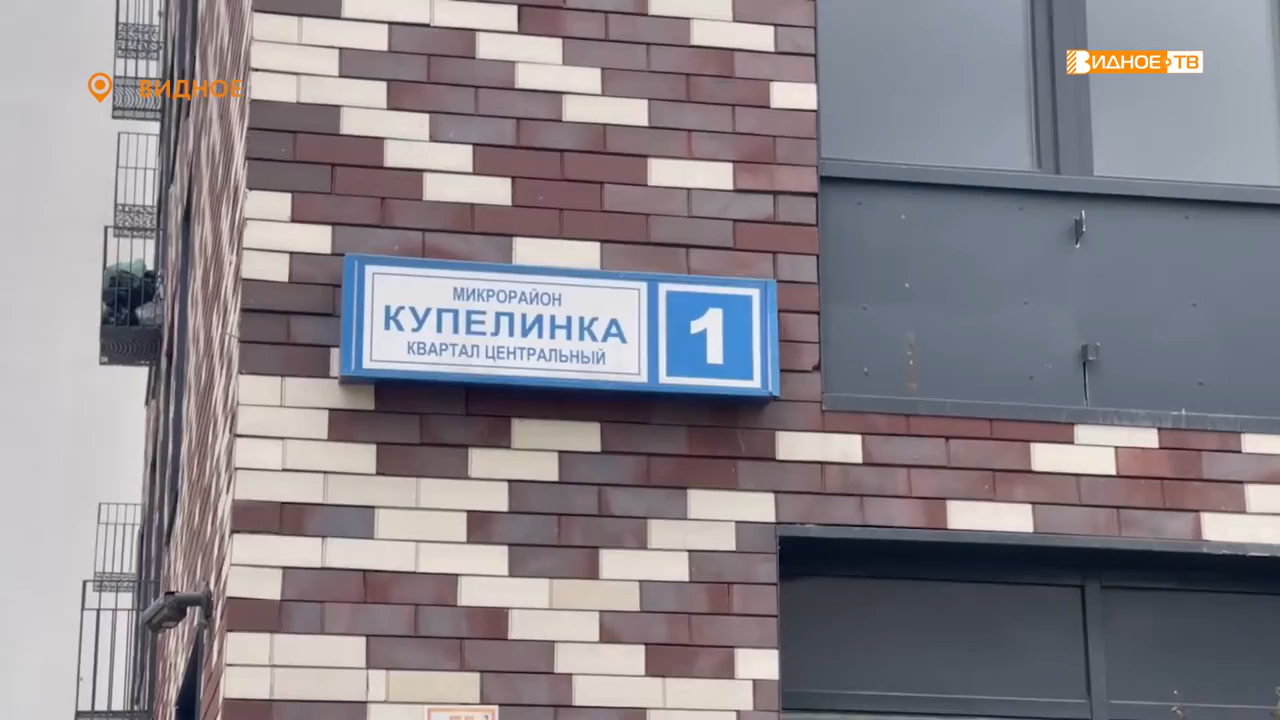 ВИДНОЕ
ВИДНОЕ ТВ
МИКРОРАЙОН
КУПЕЛИНКА
КВАРТАЛ ЦЕНТРАЛЬНЫЙ
1